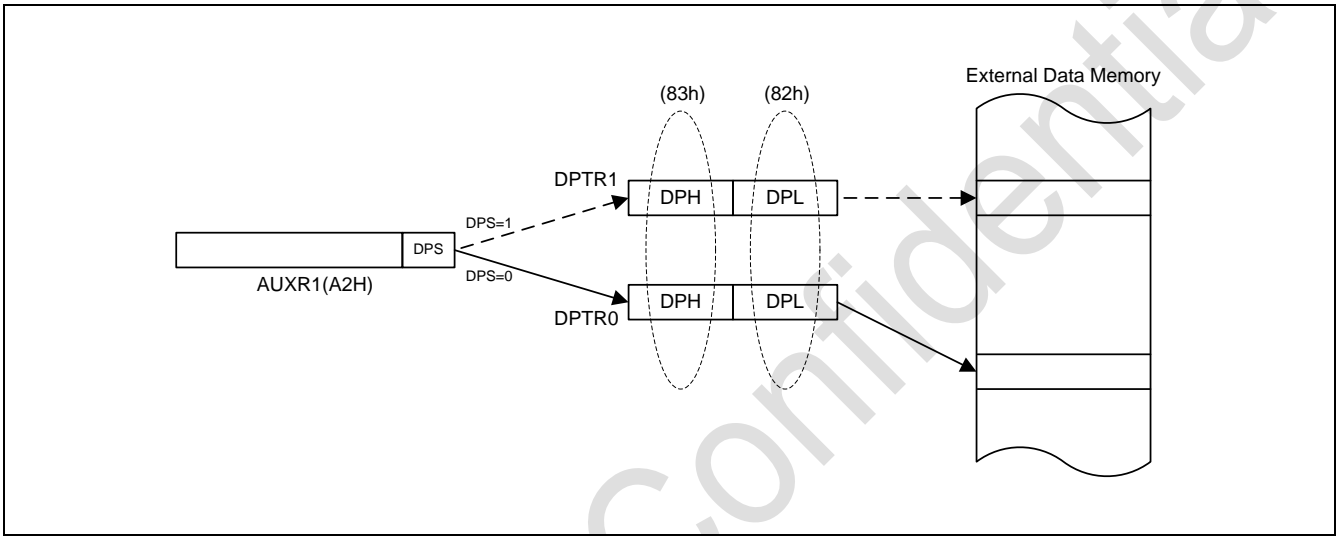 External Data Memory
(83h) (82h)
DPTR1 DPH DPL
DPS=1
DPS
AUXR1(A2H)
DPS=0
DPH DPL
DPTR0
Confidential